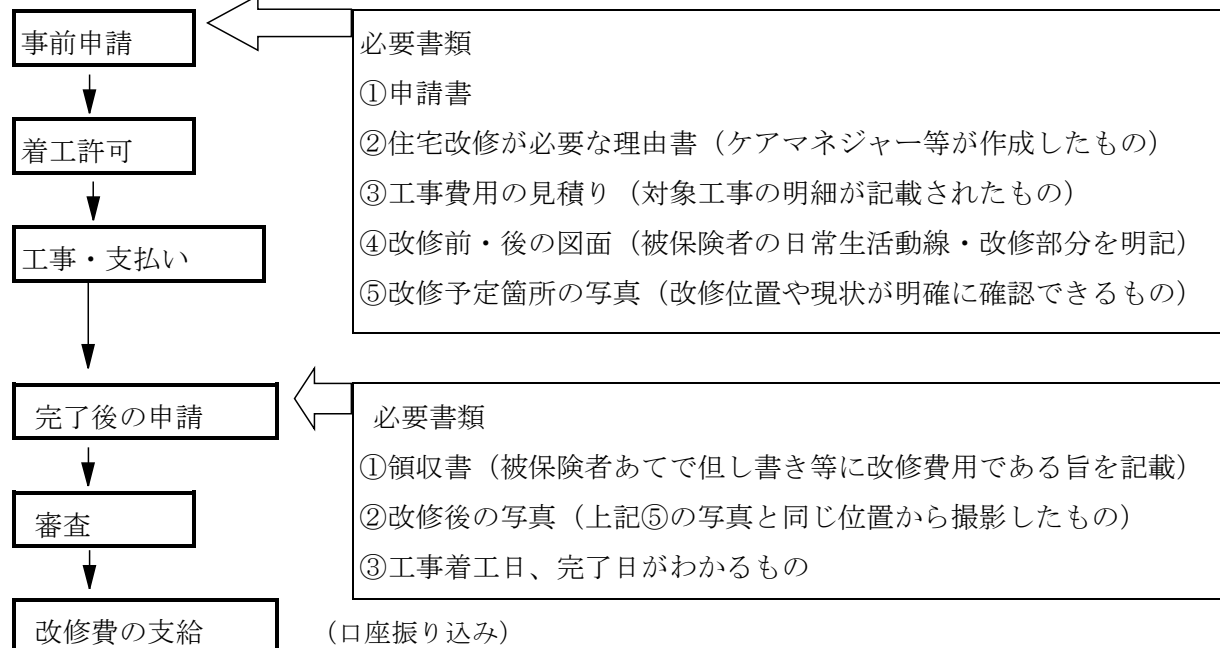 事前申請
着工許可
工事・支払い
必要書類
①申請書
②住宅改修が必要な理由書（ケアマネジャー等が作成したもの）
③工事費用の見積り（対象工事の明細が記載されたもの）
④改修前・後の図面（被保険者の日常生活動線・改修部分を明記）
⑤改修予定箇所の写真（改修位置や現状が明確に確認できるもの）
完了後の申請
審査
改修費の支給
必要書類
①領収書（被保険者あてで但し書き等に改修費用である旨を記載）
②改修後の写真（上記⑤の写真と同じ位置から撮影したもの）
③工事着工日、完了日がわかるもの
（口座振り込み）